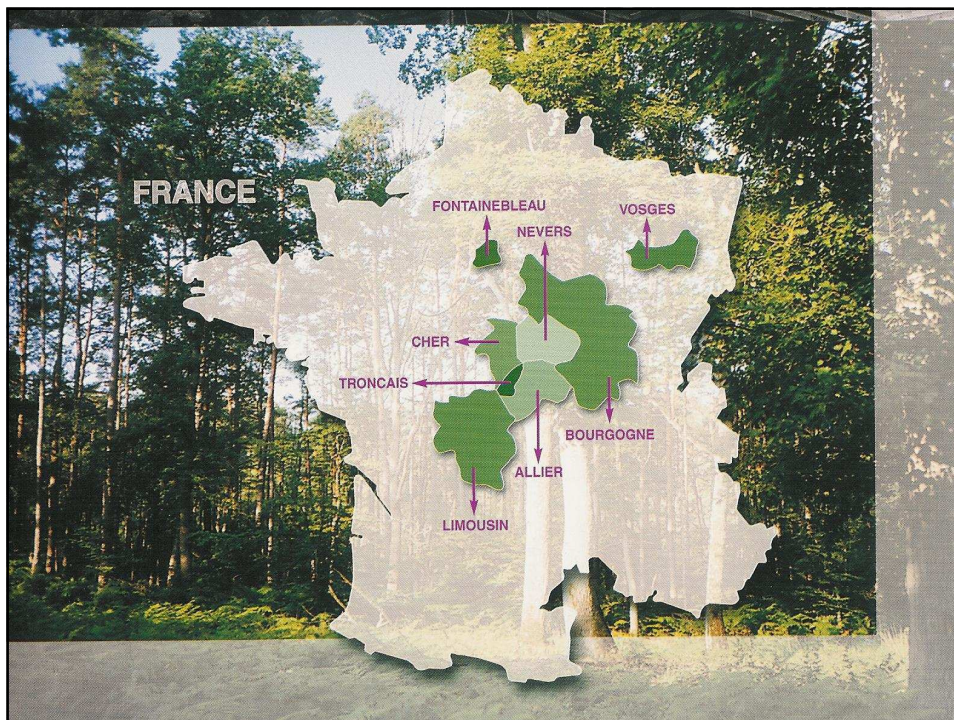 FRANCE
FONTAINEBLEAU
VOSGES
NEVERS
CHER
TRONCAIS
BOURGOGNE
ALLIER
LIMOUSIN